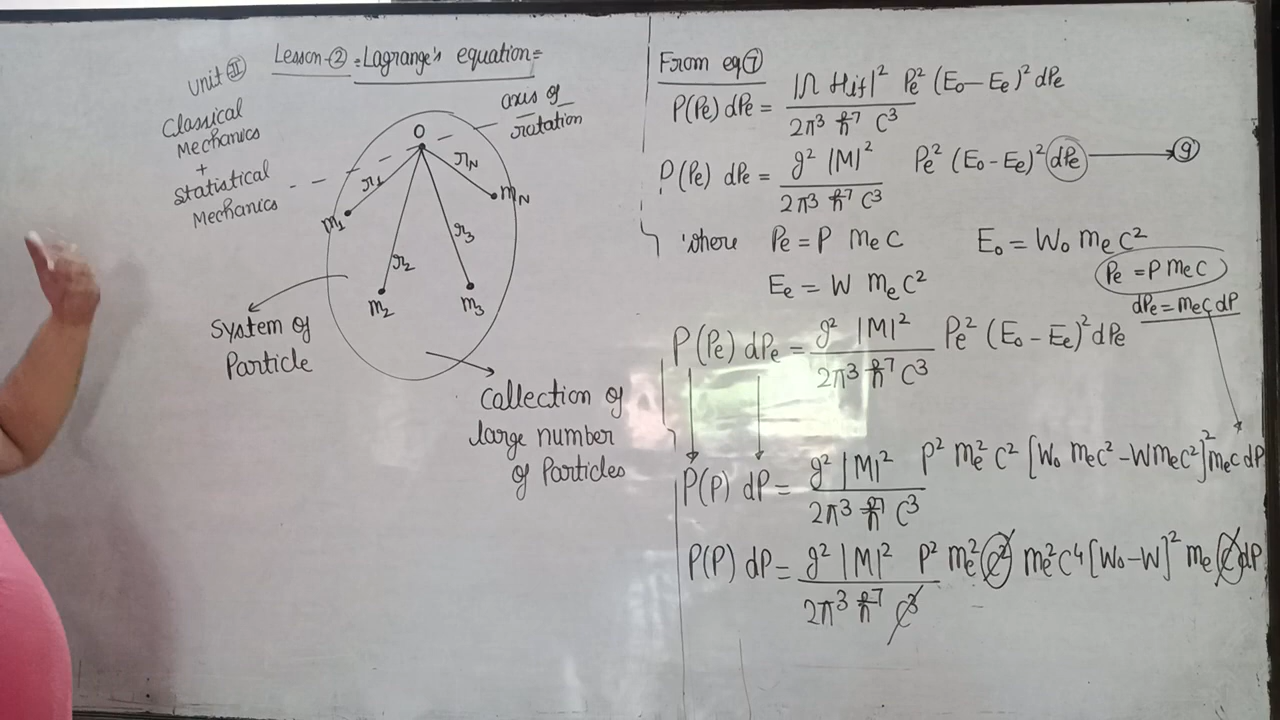 Lesson-② :- Lagrange's equation =
Unit Ⅱ
Classical
Mechanics
+
Statistical
Mechanics
axis of
rotation
O
r₁
r_N
m₁
m_N
r₂
r₃
m₂
m₃
System of
Particle
Collection of
large number
of Particles
From eq ⑦
P(Pe) dPe = |Ω Hif|² Pe² (E₀ − Ee)² dPe / 2π³ ħ⁷ C³
P(Pe) dPe = g² |M|² / 2π³ ħ⁷ C³ Pe² (E₀ − Ee)² dPe → ⑨
where Pe = P meC E₀ = W₀ meC²
Ee = W meC²
Pe = P meC
dPe = meC dP
P(Pe) dPe = g² |M|² / 2π³ ħ⁷ C³ Pe² (E₀ − Ee)² dPe
P(P) dP = g² |M|² / 2π³ ħ⁷ C³ P² me² C² [W₀ meC² − WmeC²]² meC dP
P(P) dP = g² |M|² P² / 2π³ ħ⁷ C³ me² C² me² C⁴ [W₀ − W]² me C dP